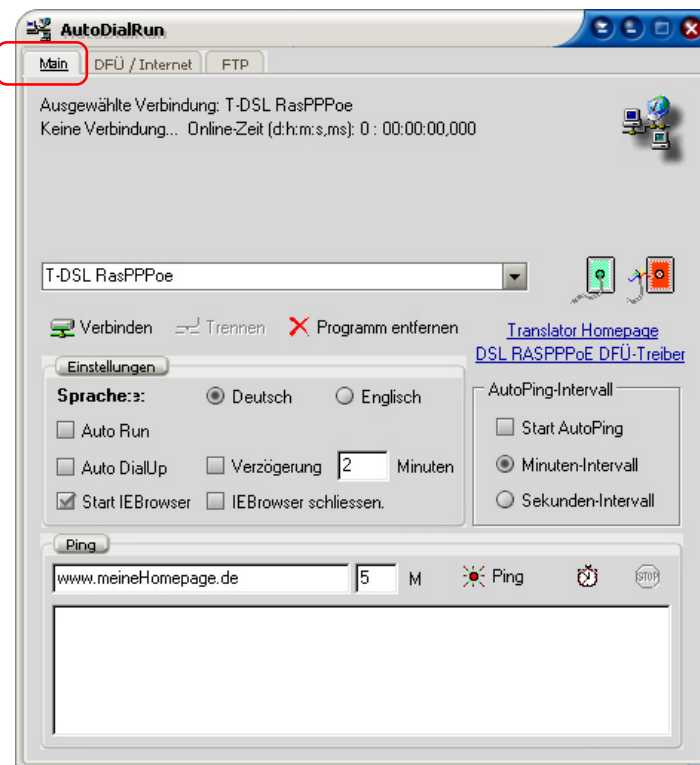 AutoDialRun
Main DFÜ / Internet FTP
Ausgewählte Verbindung: T-DSL RasPPPoe
Keine Verbindung... Online-Zeit (d:h:m:s,ms): 0 : 00:00:00,000
T-DSL RasPPPoe
Verbinden Trennen Programm entfernen
Translator Homepage
DSL RASPPPoE DFÜ-Treiber
Einstellungen
Sprache:
Deutsch Englisch
Auto Run
Auto DialUp Verzögerung 2 Minuten
Start IEBrowser IEBrowser schliessen.
AutoPing-Intervall
Start AutoPing
Minuten-Intervall
Sekunden-Intervall
Ping
www.meineHomepage.de 5 M Ping STOP